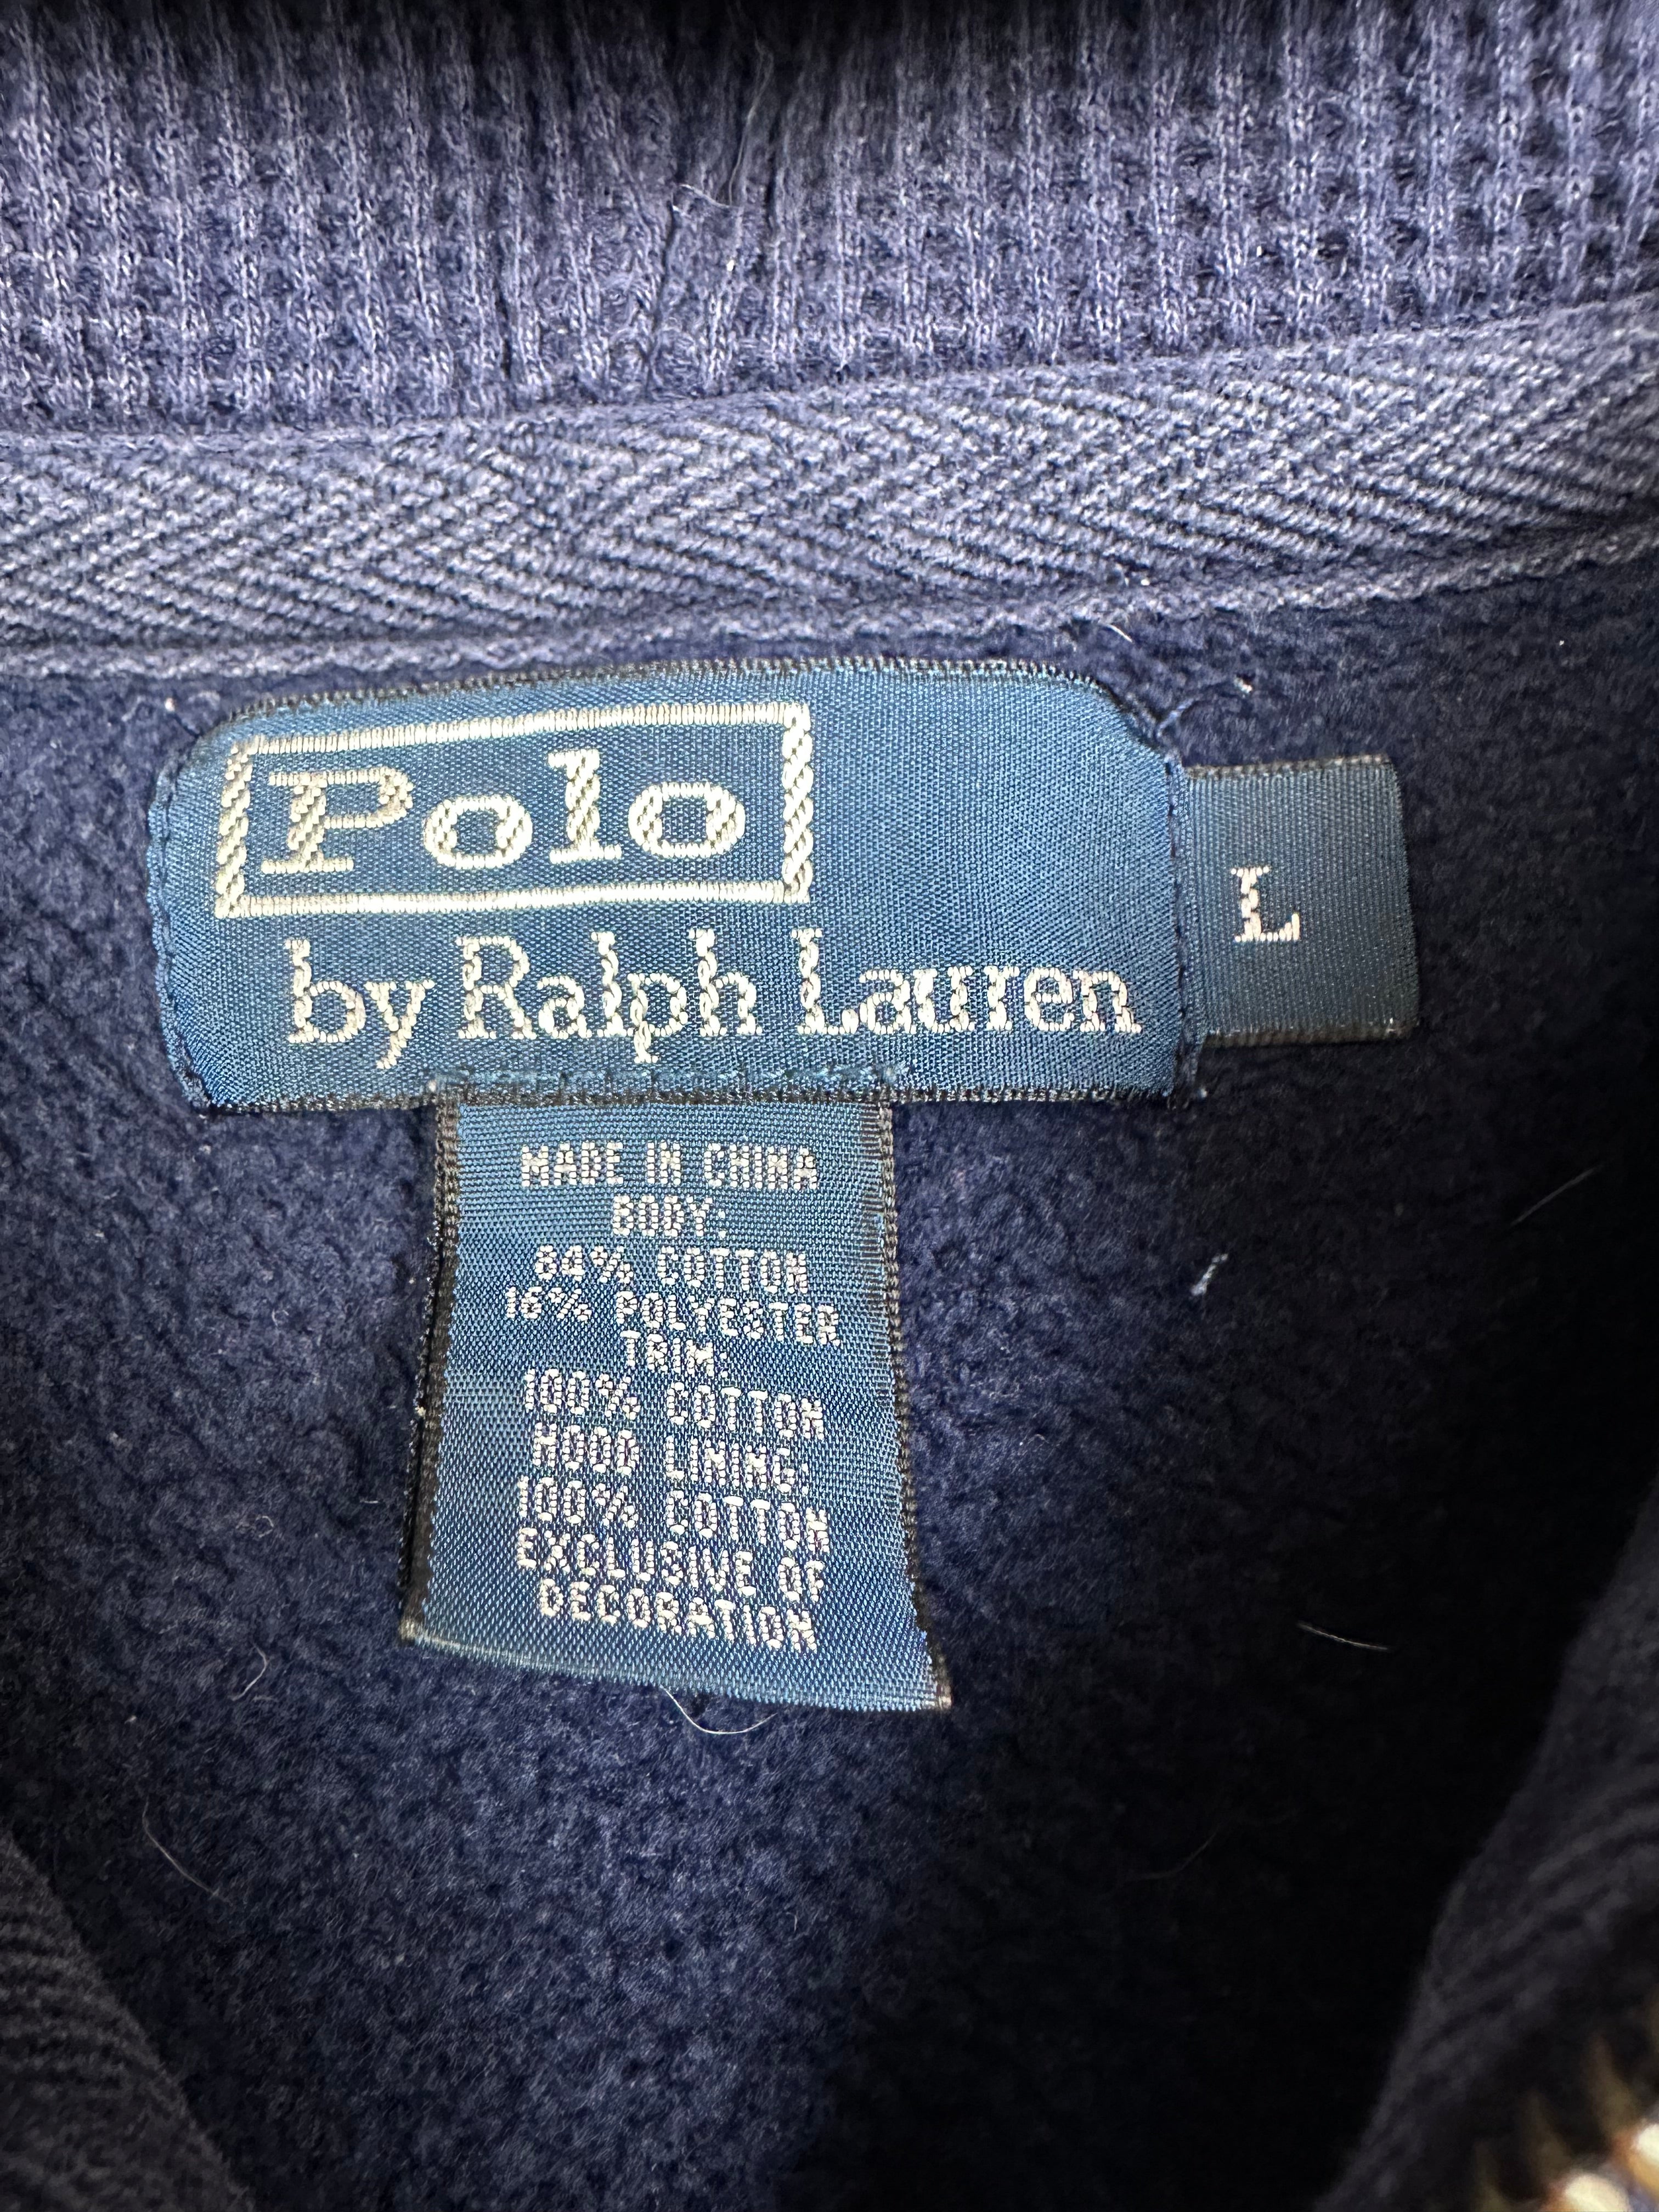 Polo
by Ralph Lauren
L
MADE IN CHINA
BODY:
84% COTTON
16% POLYESTER
TRIM:
100% COTTON
HOOD LINING:
100% COTTON
EXCLUSIVE OF
DECORATION